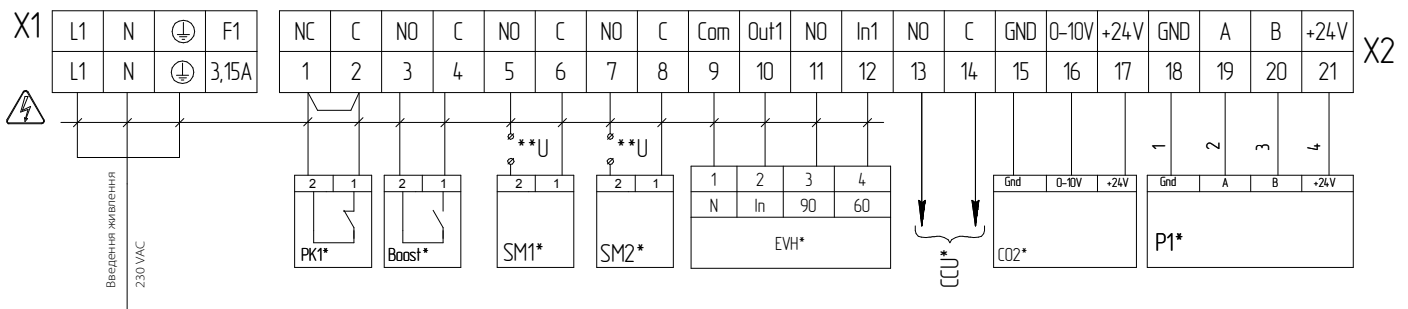 X1 L1 N F1 NC C NO C NO C NO C Com Out1 NO In1 NO C GND 0-10V +24V GND A B +24V X2
L1 N 3,15A 1 2 3 4 5 6 7 8 9 10 11 12 13 14 15 16 17 18 19 20 21
**U **U
1 2 3 4
2 1 2 1 2 1 2 1
1 2 3 4
N In 90 60
Gnd 0-10V +24V
Gnd A B +24V
PK1*
Boost*
SM1*
SM2*
EVH*
CCU*
CO2*
P1*
Введення живлення
230 VAC